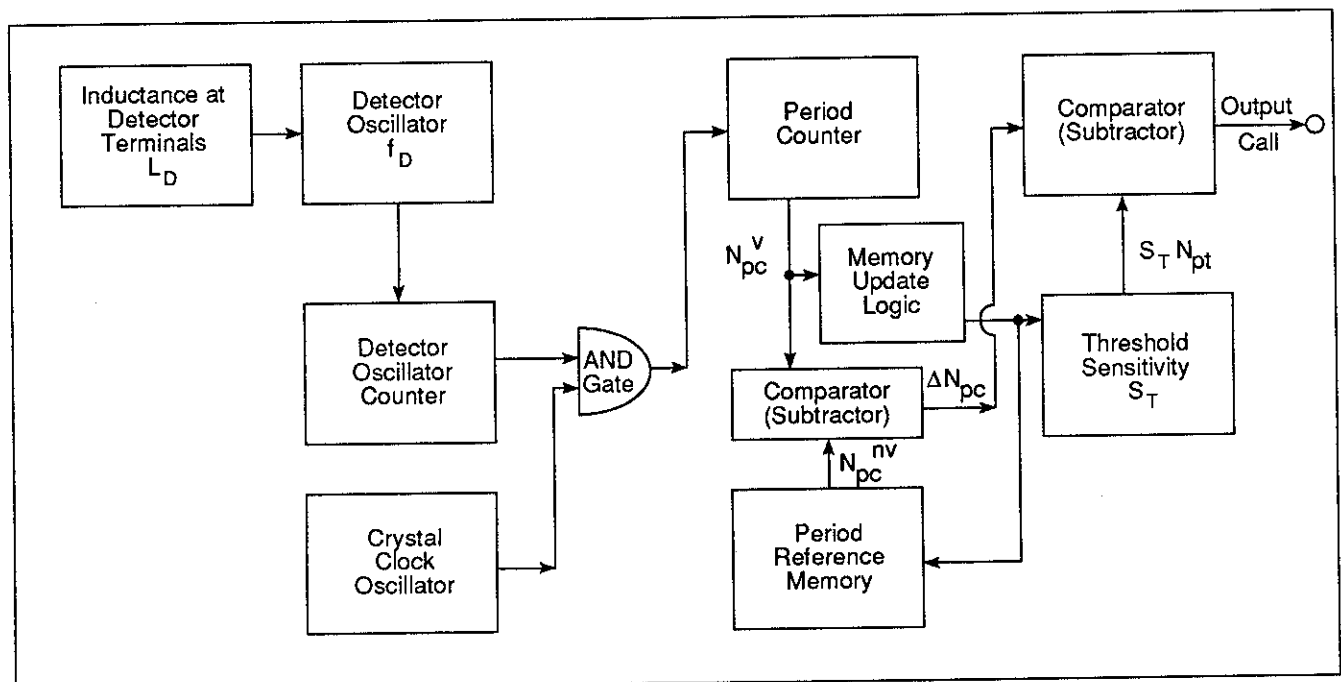 Inductance at
Detector
Terminals
L_D
Detector
Oscillator
f_D
Detector
Oscillator
Counter
Crystal
Clock
Oscillator
AND
Gate
Period
Counter
N_pc^v
Memory
Update
Logic
Comparator
(Subtractor)
ΔN_pc
N_pc^nv
Period
Reference
Memory
Comparator
(Subtractor)
Output
Call
S_T N_pt
Threshold
Sensitivity
S_T